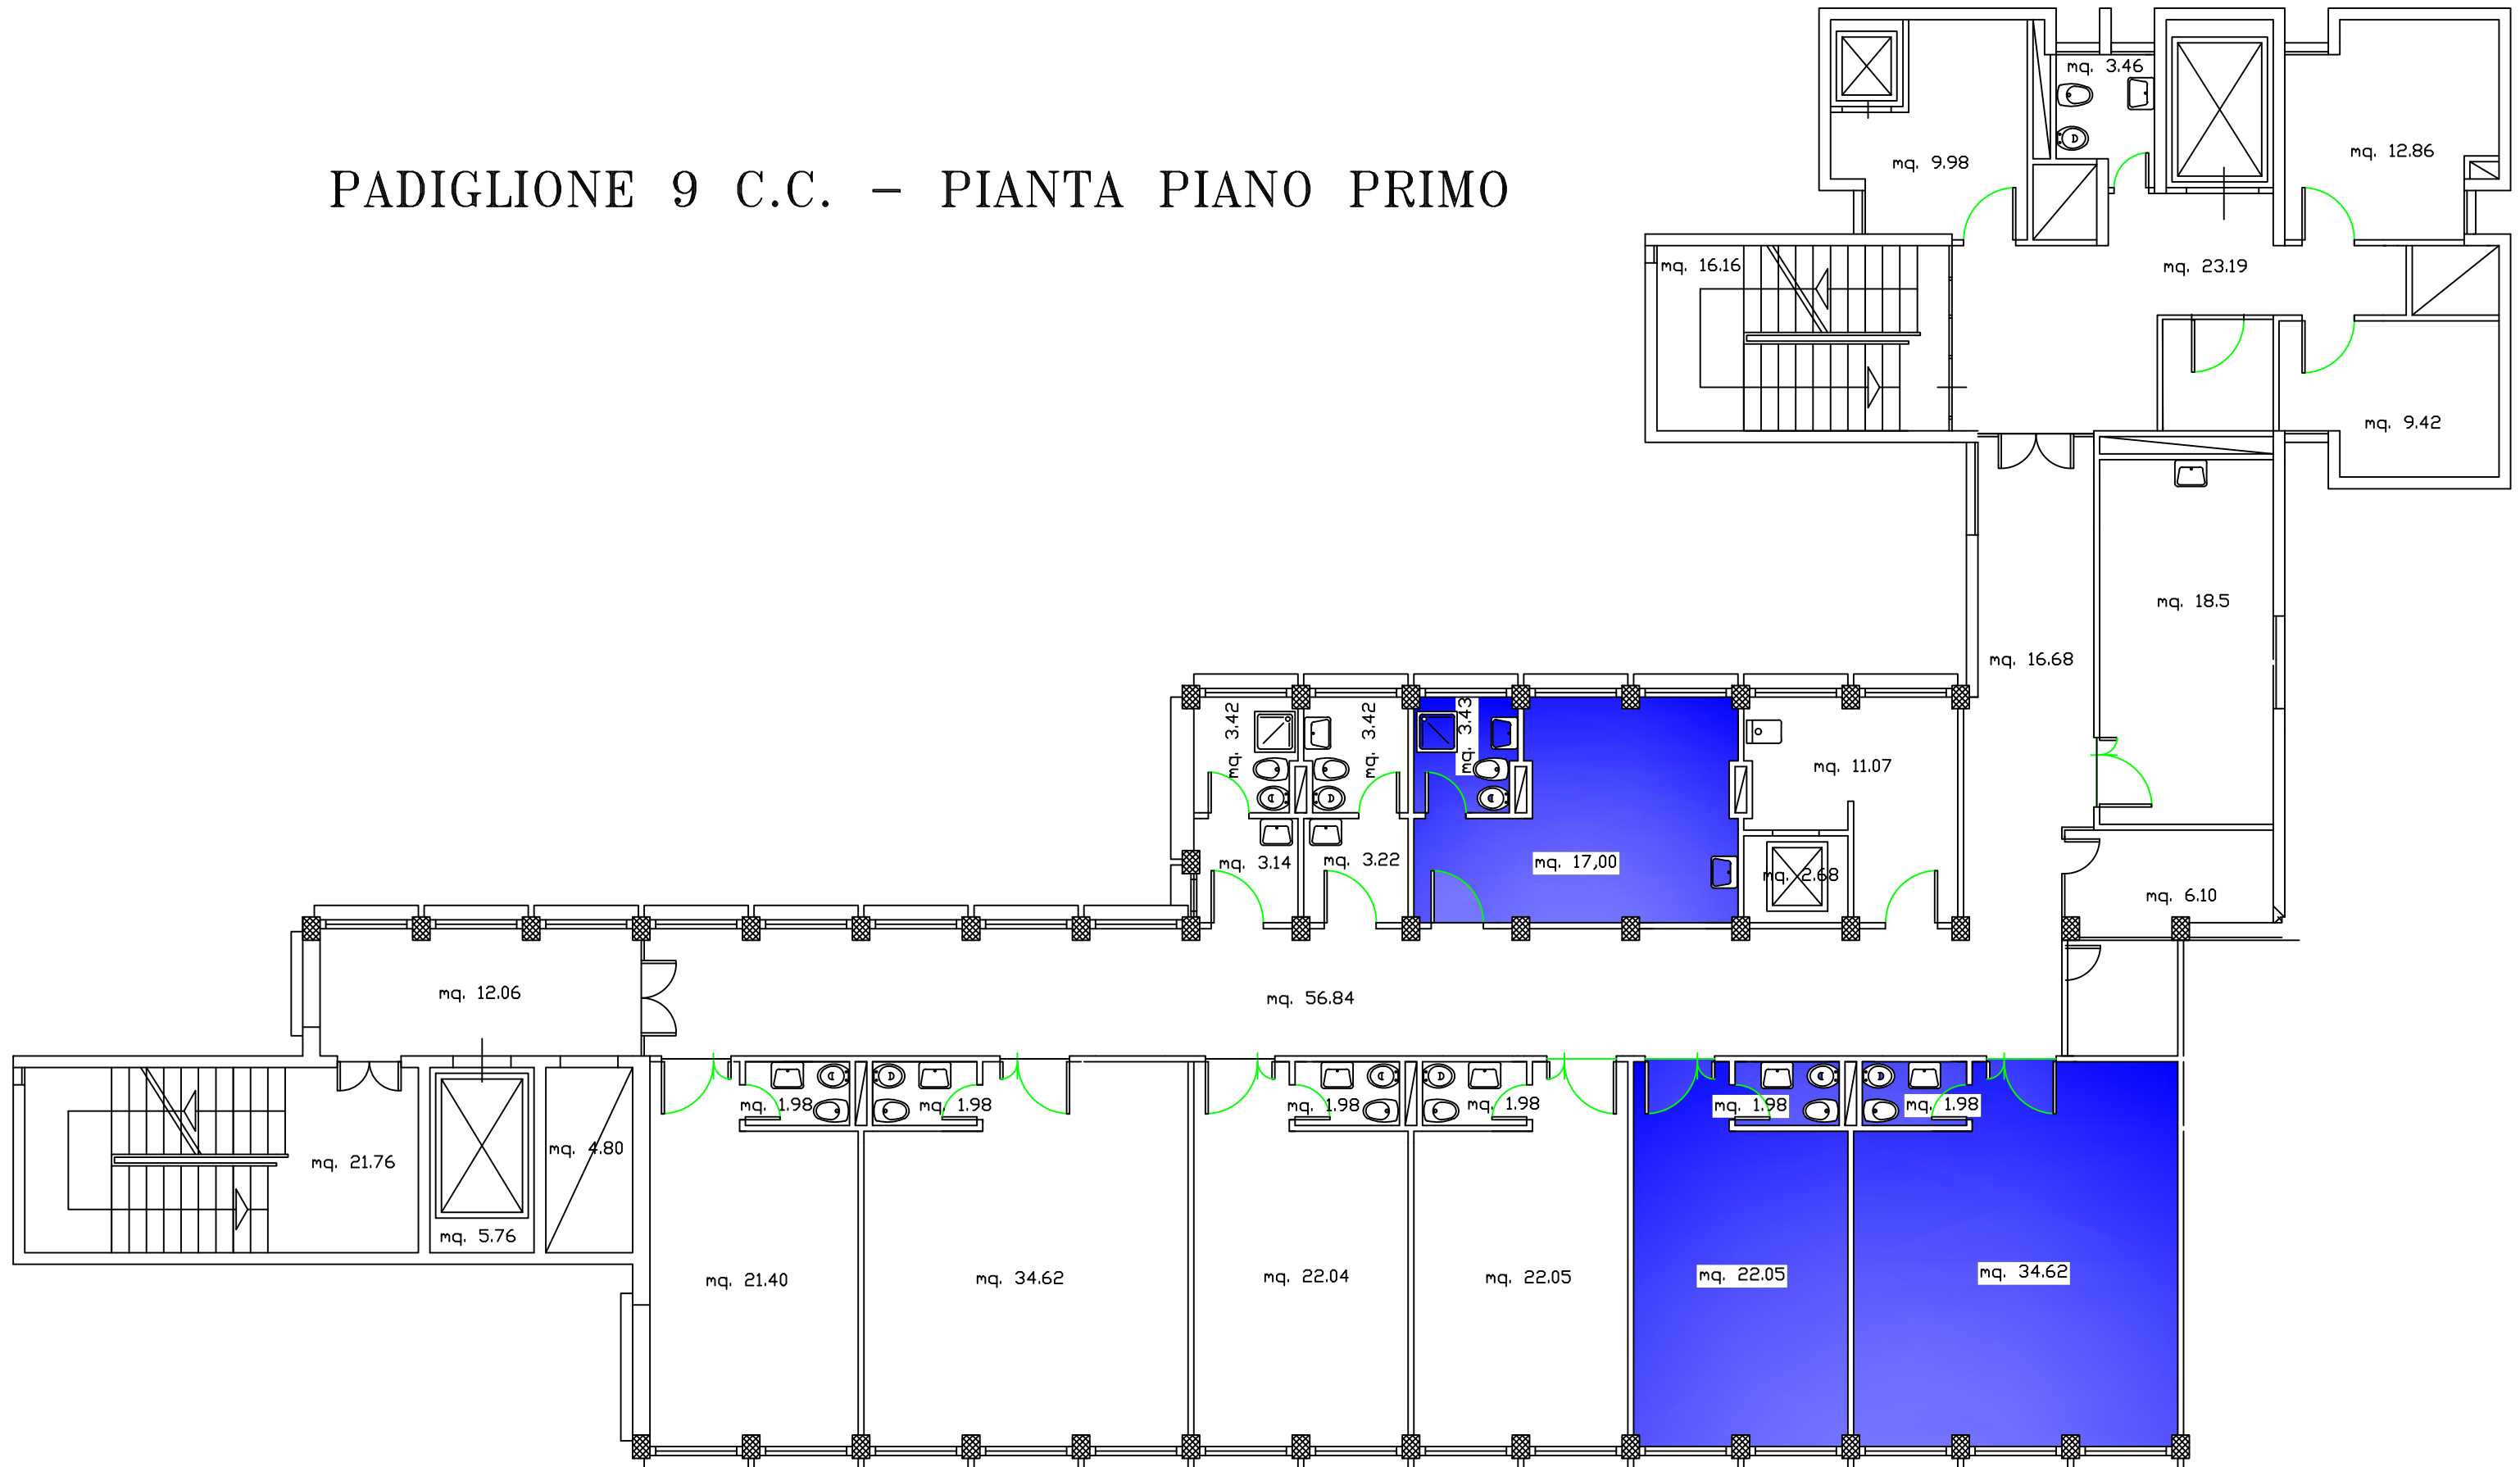 mq. 3.46
PADIGLIONE 9 C.C. - PIANTA PIANO PRIMO
mq. 9.98
mq. 12.86
mq. 16.16
mq. 23.19
mq. 9.42
mq. 18.5
mq. 16.68
mq. 3.42
mq. 3.42
mq. 3.43
mq. 11.07
mq. 3.14
mq. 3.22
mq. 17,00
mq. 2.68
mq. 6.10
mq. 12.06
mq. 56.84
mq. 1.98
mq. 1.98
mq. 1.98
mq. 1.98
mq. 1.98
mq. 1.98
mq. 21.76
mq. 4.80
mq. 5.76
mq. 21.40
mq. 34.62
mq. 22.04
mq. 22.05
mq. 22.05
mq. 34.62